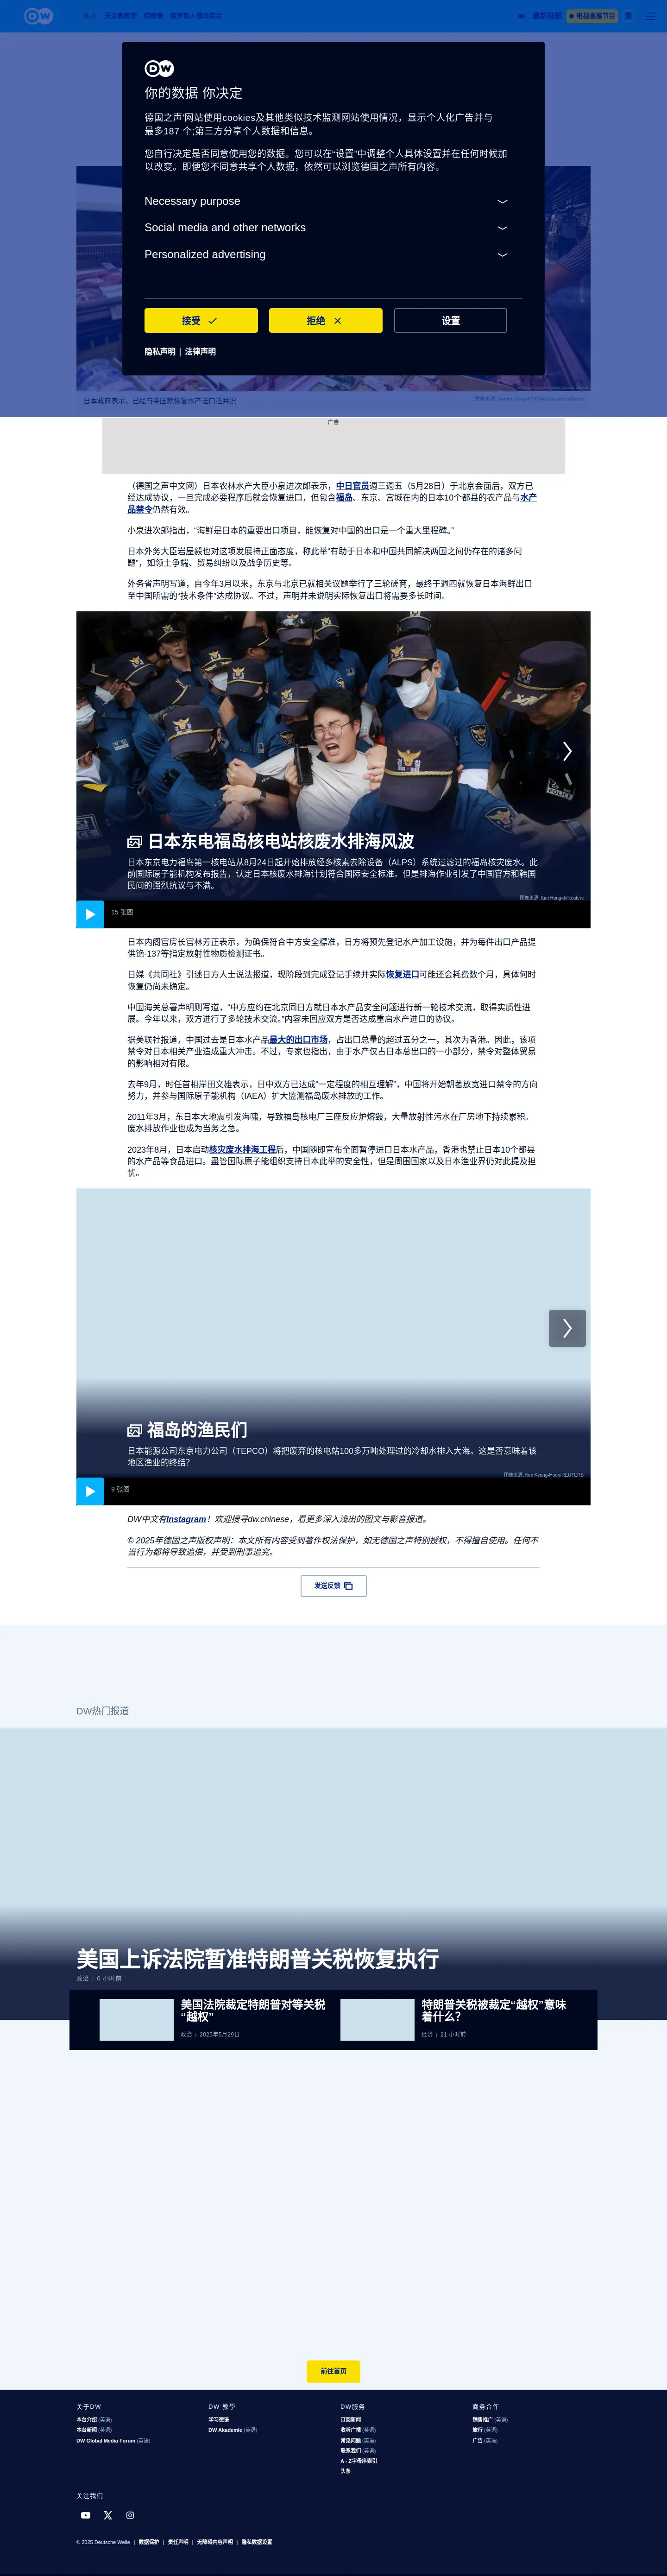 DW
焦点
天主教教宗
特朗普
俄罗斯入侵乌克兰
最新视频
电视直播节目
你的数据 你决定
德国之声'网站使用cookies及其他类似技术监测网站使用情况，显示个人化广告并与
最多187 个;第三方分享个人数据和信息。
您自行决定是否同意使用您的数据。您可以在“设置”中调整个人具体设置并在任何时候加
以改变。即便您不同意共享个人数据，依然可以浏览德国之声所有内容。
Necessary purpose
Social media and other networks
Personalized advertising
接受
拒绝
设置
隐私声明 | 法律声明
日本政府表示，已经与中国就恢复水产进口达共识
广告
（德国之声中文网）日本农林水产大臣小泉进次郎表示，中日官员週三週五（5月28日）于北京会面后，双方已
经达成协议，一旦完成必要程序后就会恢复进口，但包含福岛、东京、宫城在内的日本10个都县的农产品与水产
品禁令仍然有效。
小泉进次郎指出，“海鲜是日本的重要出口项目，能恢复对中国的出口是一个重大里程碑。”
日本外务大臣岩屋毅也对这项发展持正面态度，称此举“有助于日本和中国共同解决两国之间仍存在的诸多问
题”，如领土争端、贸易纠纷以及战争历史等。
外务省声明写道，自今年3月以来，东京与北京已就相关议题举行了三轮磋商，最终于週四就恢复日本海鲜出口
至中国所需的“技术条件”达成协议。不过，声明并未说明实际恢复出口将需要多长时间。
POLICE
日本东电福岛核电站核废水排海风波
日本东京电力福岛第一核电站从8月24日起开始排放经多核素去除设备（ALPS）系统过滤过的福岛核灾废水。此
前国际原子能机构发布报告，认定日本核废水排海计划符合国际安全标准。但是排海作业引发了中国官方和韩国
民间的强烈抗议与不满。
图像来源: Kim Hong-Ji/Reuters
15 张图
日本内阁官房长官林芳正表示，为确保符合中方安全標准，日方将预先登记水产加工设施，并为每件出口产品提
供铯-137等指定放射性物质检测证书。
日媒《共同社》引述日方人士说法报道，现阶段到完成登记手续并实际恢复进口可能还会耗费数个月，具体何时
恢复仍尚未确定。
中国海关总署声明则写道，“中方应约在北京同日方就日本水产品安全问题进行新一轮技术交流，取得实质性进
展。今年以来，双方进行了多轮技术交流。”内容未回应双方是否达成重启水产进口的协议。
据美联社报道，中国过去是日本水产品最大的出口市场，占出口总量的超过五分之一，其次为香港。因此，该项
禁令对日本相关产业造成重大冲击。不过，专家也指出，由于水产仅占日本总出口的一小部分，禁令对整体贸易
的影响相对有限。
去年9月，时任首相岸田文雄表示，日中双方已达成“一定程度的相互理解”，中国将开始朝著放宽进口禁令的方向
努力，并参与国际原子能机构（IAEA）扩大监测福岛废水排放的工作。
2011年3月，东日本大地震引发海啸，导致福岛核电厂三座反应炉熔毁，大量放射性污水在厂房地下持续累积。
废水排放作业也成为当务之急。
2023年8月，日本启动核灾废水排海工程后，中国随即宣布全面暂停进口日本水产品，香港也禁止日本10个都县
的水产品等食品进口。盡管国际原子能组织支持日本此举的安全性，但是周围国家以及日本渔业界仍对此提及担
忧。
福岛的渔民们
日本能源公司东京电力公司（TEPCO）将把废弃的核电站100多万吨处理过的冷却水排入大海。这是否意味着该
地区渔业的终结？
图像来源: Kim Kyung-Hoon/REUTERS
9 张图
DW中文有Instagram！欢迎搜寻dw.chinese，看更多深入浅出的图文与影音报道。
© 2025年德国之声版权声明：本文所有内容受到著作权法保护，如无德国之声特别授权，不得擅自使用。任何不
当行为都将导致追偿，并受到刑事追究。
发送反馈
DW热门报道
美国上诉法院暂准特朗普关税恢复执行
政治 | 6 小时前
美国法院裁定特朗普对等关税
“越权”
政治 | 2025年5月29日
特朗普关税被裁定“越权”意味
着什么？
经济 | 21 小时前
前往首页
关于DW
本台介绍 (英语)
本台新闻 (英语)
DW Global Media Forum (英语)
DW 教學
学习德语
DW Akademie (英语)
DW服务
订阅新闻
收听广播 (英语)
常见问题 (英语)
联系我们 (英语)
A - Z字母序索引
头条
商务合作
销售推广 (英语)
旅行 (英语)
广告 (英语)
关注我们
© 2025 Deutsche Welle | 数据保护 | 责任声明 | 无障碍内容声明 | 隐私数据设置